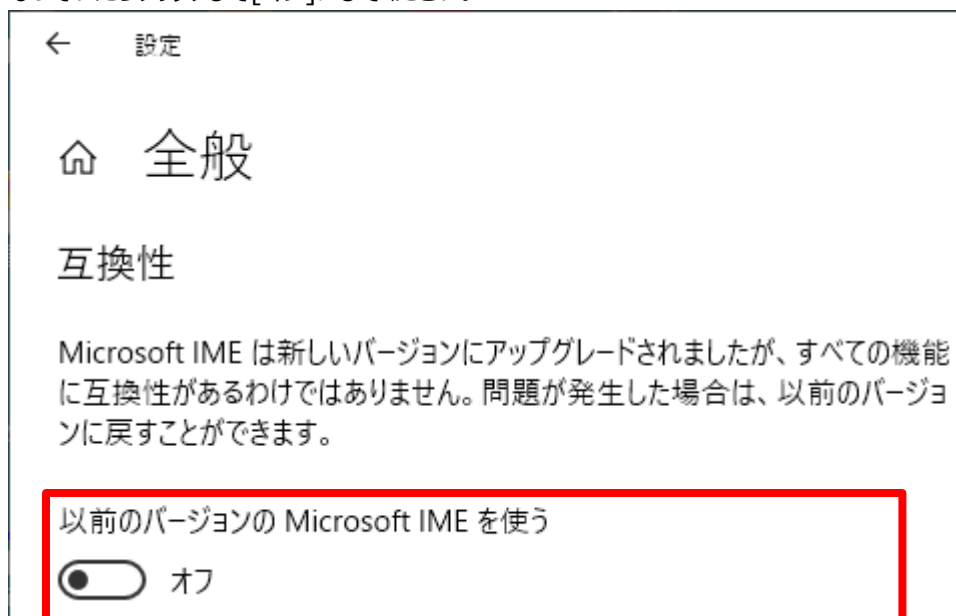 設定
全般
互換性
Microsoft IME は新しいバージョンにアップグレードされましたが、すべての機能
に互換性があるわけではありません。問題が発生した場合は、以前のバージョ
ンに戻すことができます。
以前のバージョンの Microsoft IME を使う
オフ